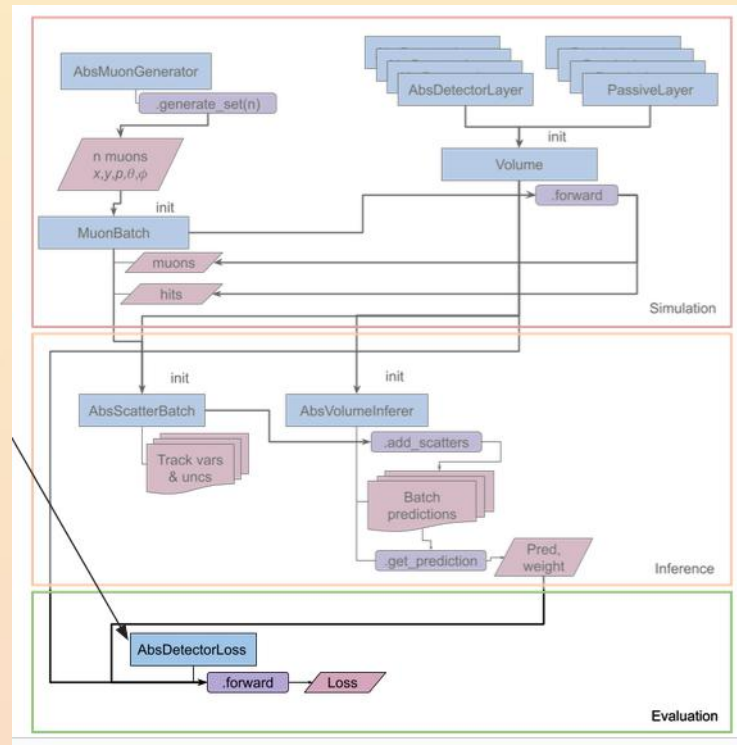 AbsMuonGenerator
.generate_set(n)
n muons
x,y,p,θ,ϕ
init
MuonBatch
muons
hits
AbsDetectorLayer
PassiveLayer
init
Volume
.forward
Simulation
init
AbsScatterBatch
Track vars
& uncs
init
AbsVolumeInferer
.add_scatters
Batch
predictions
.get_prediction
Pred,
weight
Inference
AbsDetectorLoss
.forward
Loss
Evaluation